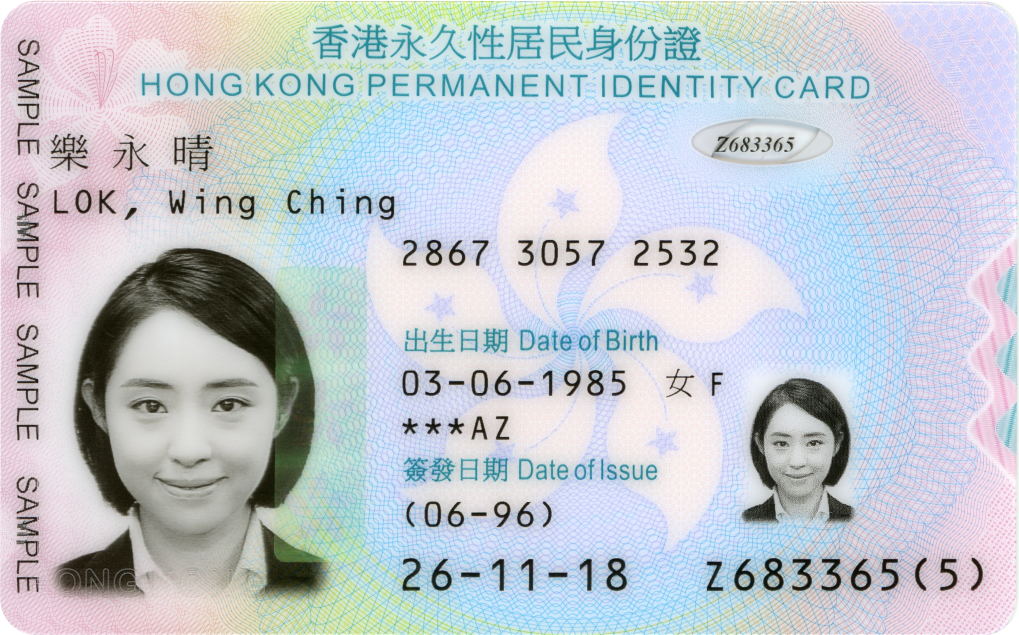 香港永久性居民身份證
HONG KONG PERMANENT IDENTITY CARD
SAMPLE SAMPLE SAMPLE SAMPLE
Z683365
樂永晴
LOK, Wing Ching
2867 3057 2532
出生日期 Date of Birth
03-06-1985 女 F
***AZ
簽發日期 Date of Issue
(06-96)
26-11-18
Z683365(5)